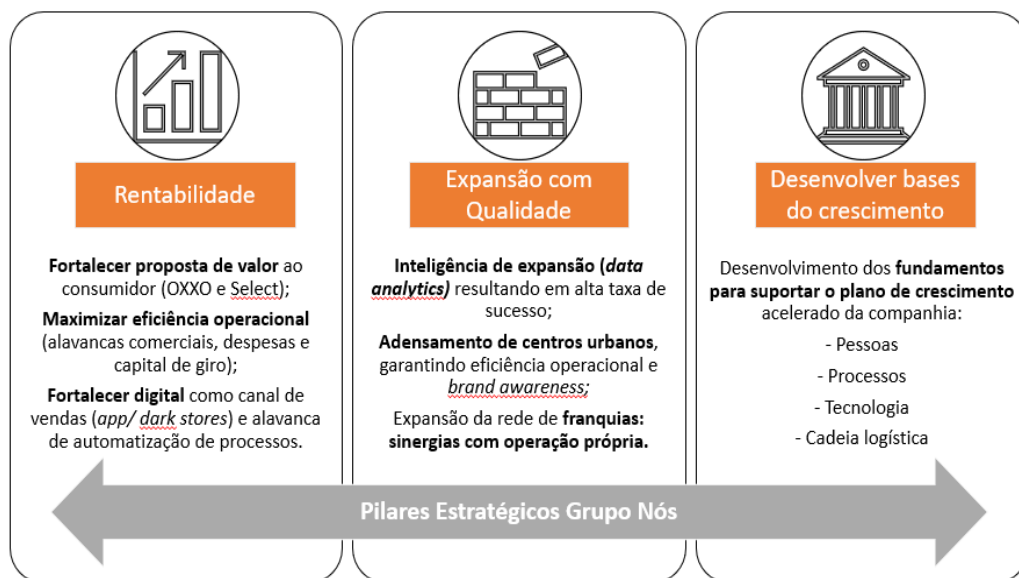 Rentabilidade
Fortalecer proposta de valor ao
consumidor (OXXO e Select);
Maximizar eficiência operacional
(alavancas comerciais, despesas e
capital de giro);
Fortalecer digital como canal de
vendas (app/ dark stores) e alavanca
de automatização de processos.
Expansão com
Qualidade
Inteligência de expansão (data
analytics) resultando em alta taxa de
sucesso;
Adensamento de centros urbanos,
garantindo eficiência operacional e
brand awareness;
Expansão da rede de franquias:
sinergias com operação própria.
Desenvolver bases
do crescimento
Desenvolvimento dos fundamentos
para suportar o plano de crescimento
acelerado da companhia:
- Pessoas
- Processos
- Tecnologia
- Cadeia logística
Pilares Estratégicos Grupo Nós